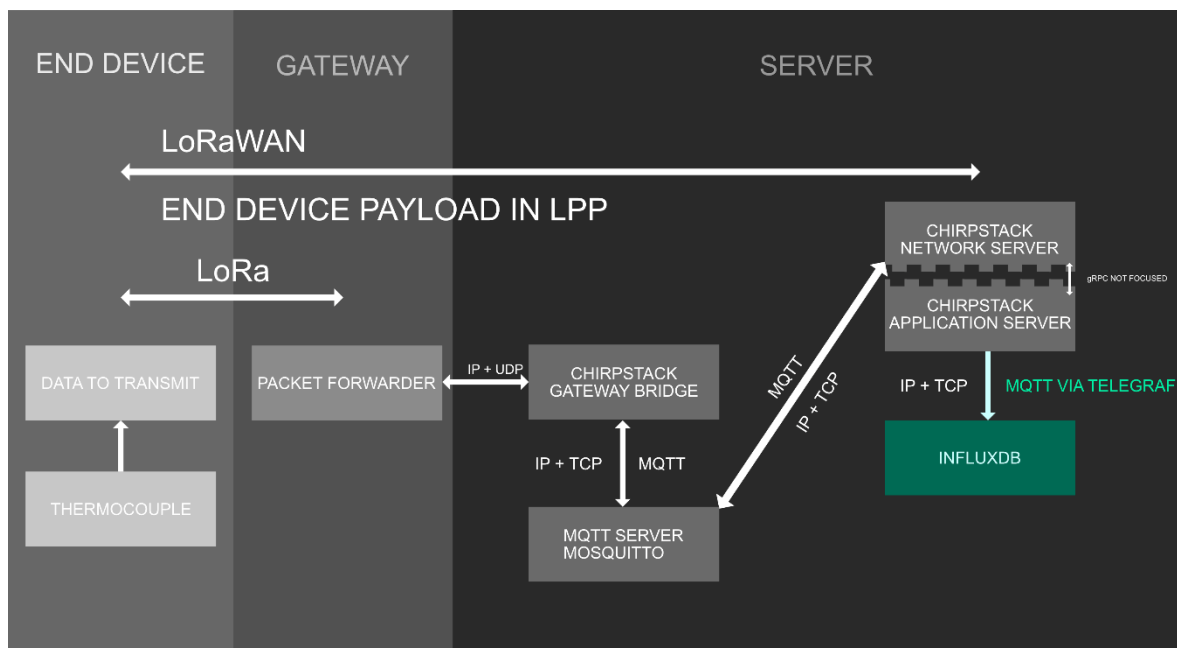 END DEVICE
GATEWAY
SERVER
LoRaWAN
END DEVICE PAYLOAD IN LPP
LoRa
CHIRPSTACK
NETWORK SERVER
gRPC NOT FOCUSED
CHIRPSTACK
APPLICATION SERVER
DATA TO TRANSMIT
PACKET FORWARDER
IP + UDP
CHIRPSTACK
GATEWAY BRIDGE
MQTT
IP + TCP
IP + TCP
MQTT VIA TELEGRAF
THERMOCOUPLE
IP + TCP
MQTT
INFLUXDB
MQTT SERVER
MOSQUITTO